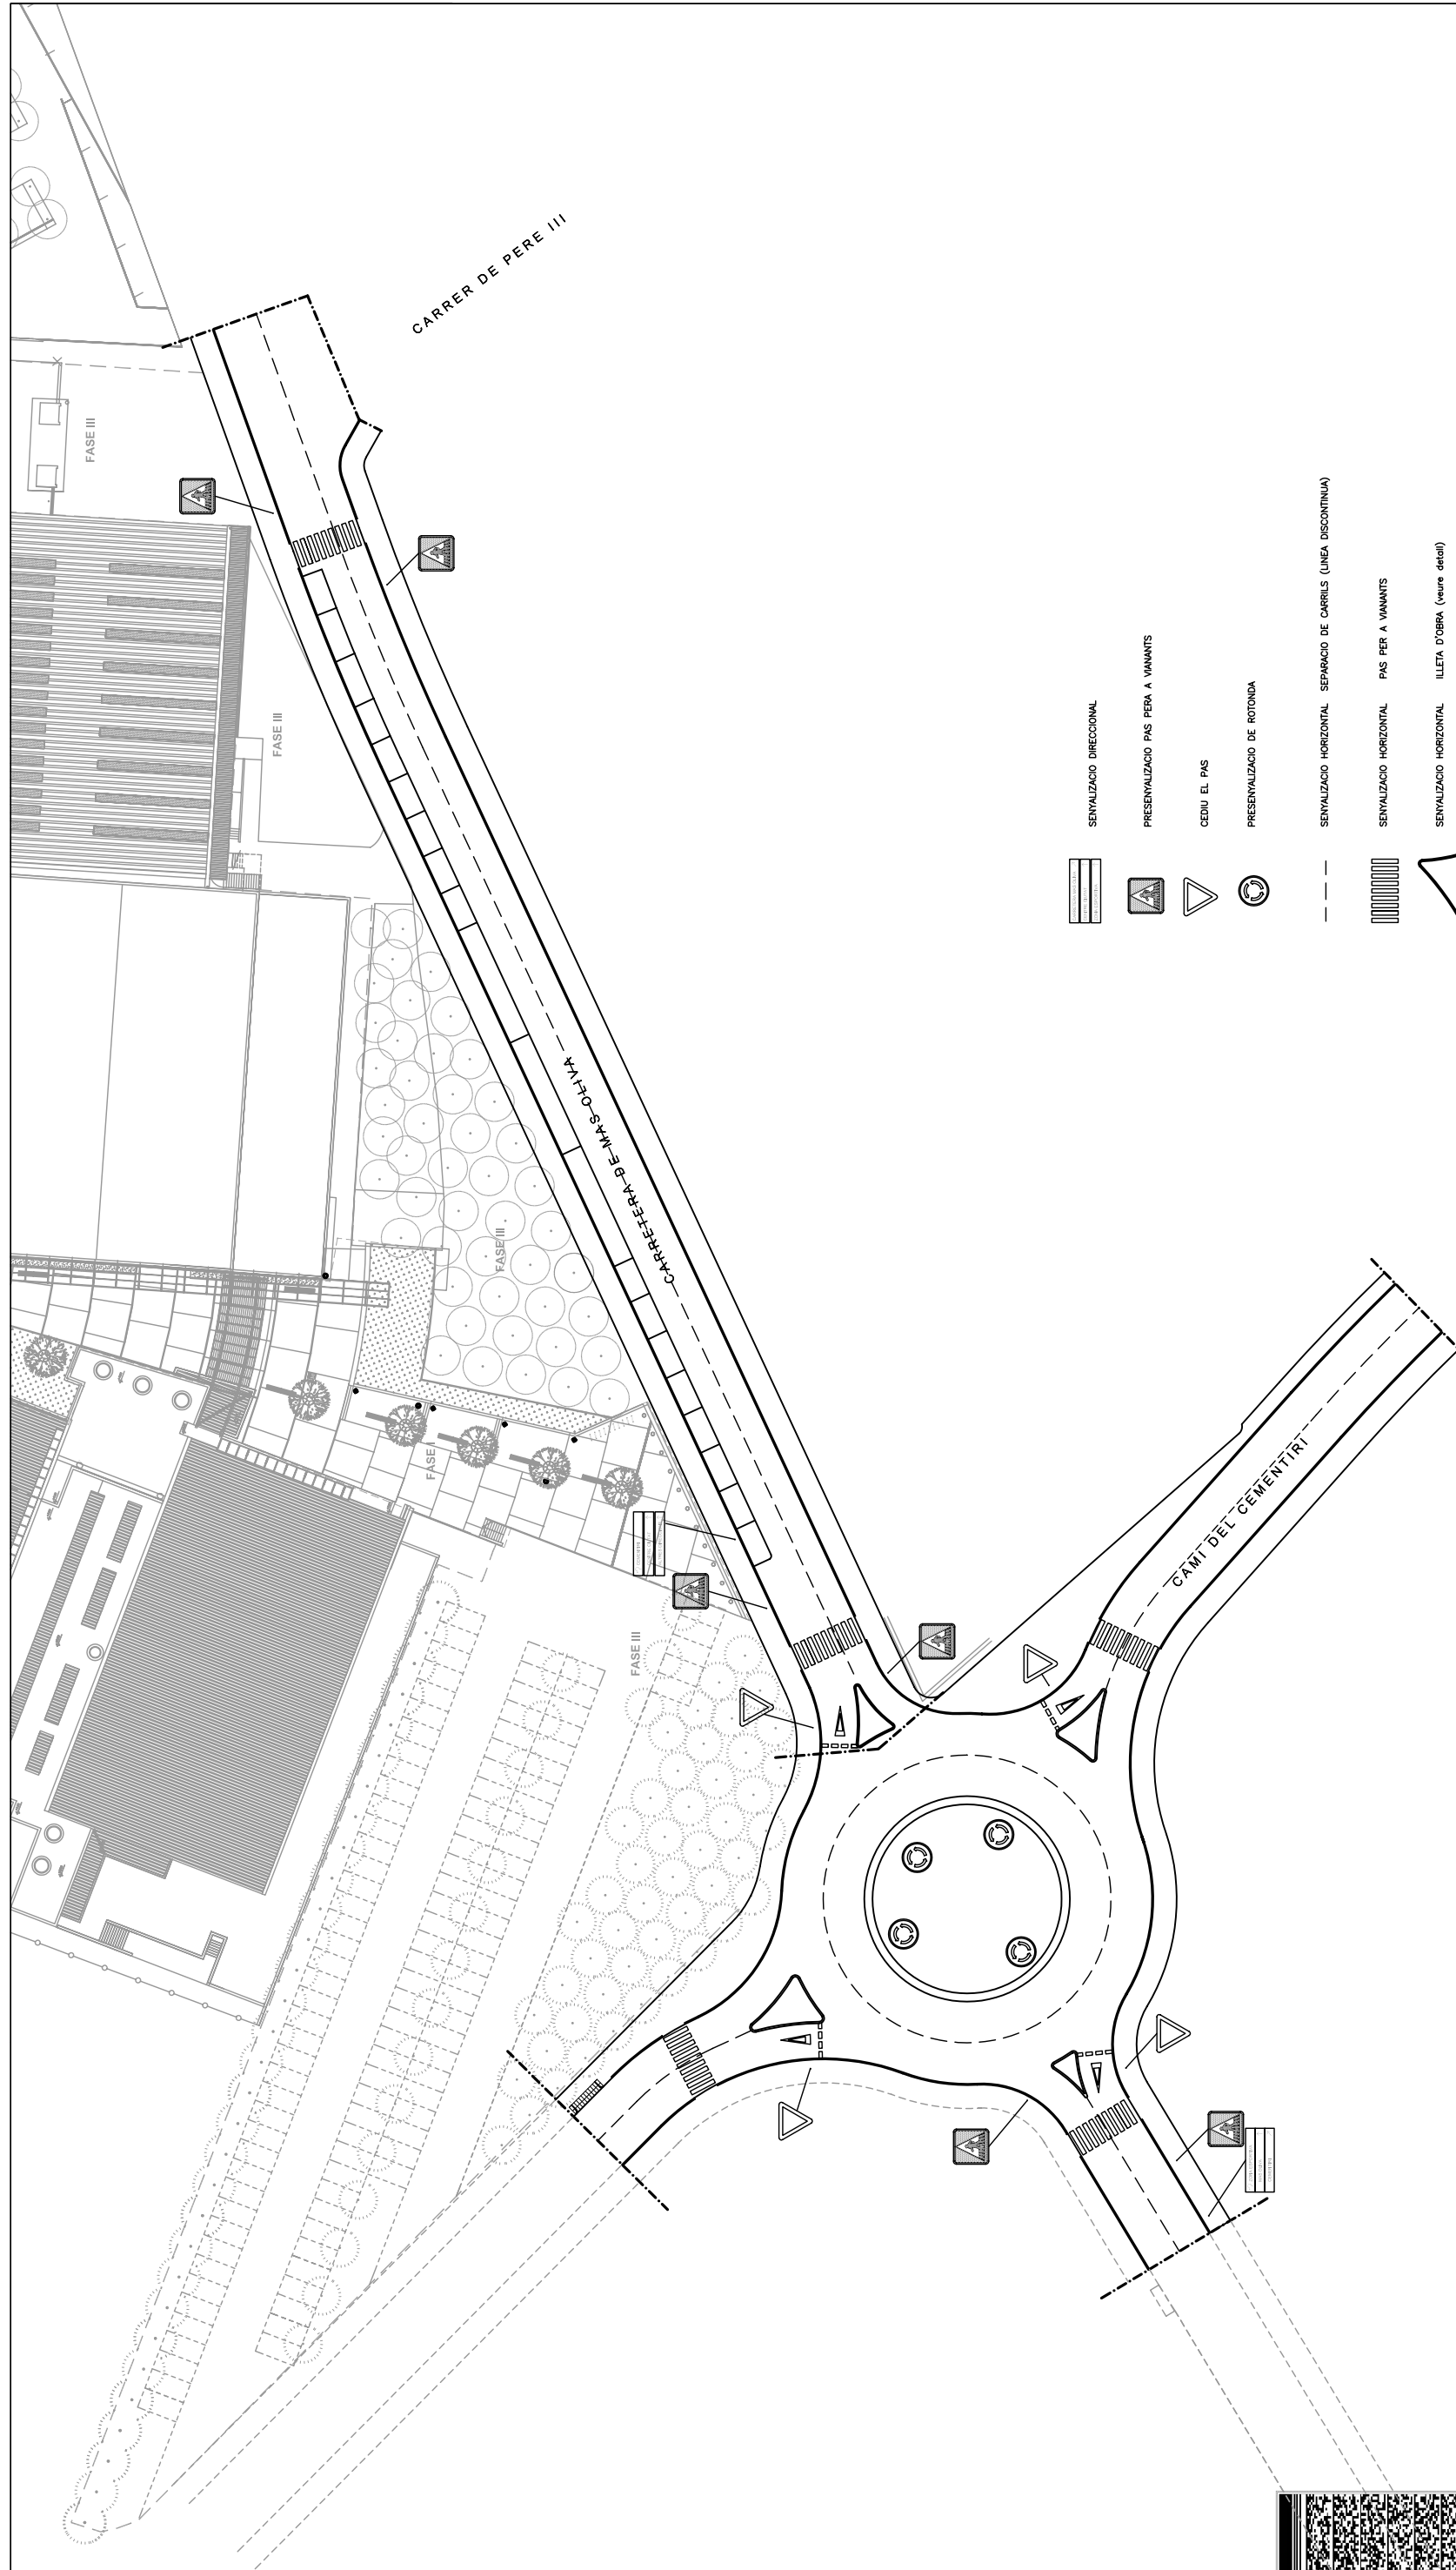 CARRER DE PERE III
FASE III
FASE III
FASE III
FASE I
FASE III
CARRETERA DE MAS OLIVA
CAMI DEL CEMENTIRI
SENYALIZACIO DIRECCIONAL
PRESENYALIZACIO PAS PERA A VIANANTS
CEDIU EL PAS
PRESENYALIZACIO DE ROTONDA
SENYALIZACIO HORIZONTAL SEPARACIO DE CARRILS (LINEA DISCONTINUA)
SENYALIZACIO HORIZONTAL PAS PER A VIANANTS
SENYALIZACIO HORIZONTAL ILLETA D'OBRA (veure detall)